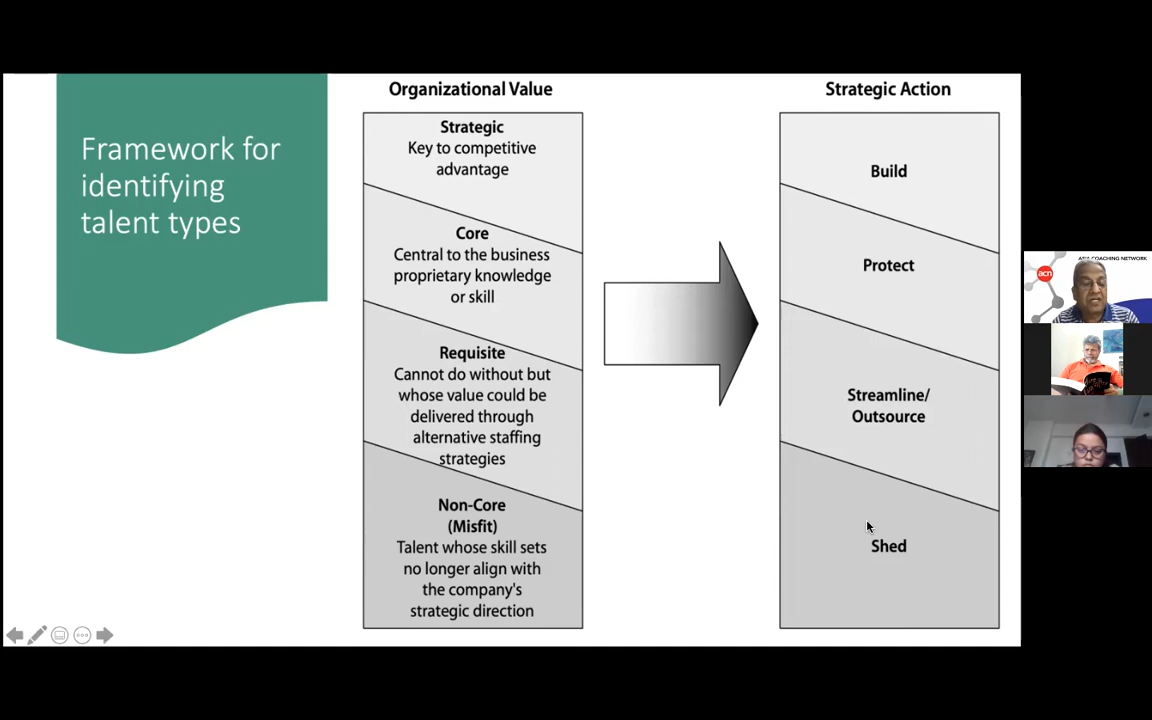 Framework for
identifying
talent types
Organizational Value
Strategic
Key to competitive
advantage
Core
Central to the business
proprietary knowledge
or skill
Requisite
Cannot do without but
whose value could be
delivered through
alternative staffing
strategies
Non-Core
(Misfit)
Talent whose skill sets
no longer align with
the company's
strategic direction
Strategic Action
Build
Protect
Streamline/
Outsource
Shed
COACHING NETWORK
acn